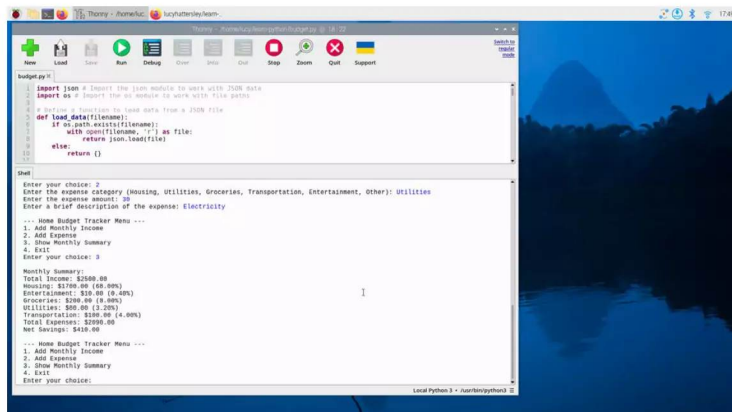 Thonny - /home/luc...
lucyhattersley/learn-...
17:45
Thonny - /home/lucy/learn-python/budget.py @ 18 : 22
New Load Save Run Debug Over Into Out Stop Zoom Quit Support
Switch to
regular
mode
budget.py
1 import json # Import the json module to work with JSON data
2 import os # Import the os module to work with file paths
3
4 # Define a function to load data from a JSON file
5 def load_data(filename):
6 if os.path.exists(filename):
7 with open(filename, 'r') as file:
8 return json.load(file)
9 else:
10 return {}
Shell
Enter your choice: 2
Enter the expense category (Housing, Utilities, Groceries, Transportation, Entertainment, Other): Utilities
Enter the expense amount: 30
Enter a brief description of the expense: Electricity
--- Home Budget Tracker Menu ---
1. Add Monthly Income
2. Add Expense
3. Show Monthly Summary
4. Exit
Enter your choice: 3
Monthly Summary:
Total Income: $2500.00
Housing: $1700.00 (68.00%)
Entertainment: $10.00 (0.40%)
Groceries: $200.00 (8.00%)
Utilities: $80.00 (3.20%)
Transportation: $100.00 (4.00%)
Total Expenses: $2090.00
Net Savings: $410.00
--- Home Budget Tracker Menu ---
1. Add Monthly Income
2. Add Expense
3. Show Monthly Summary
4. Exit
Enter your choice:
Local Python 3 • /usr/bin/python3